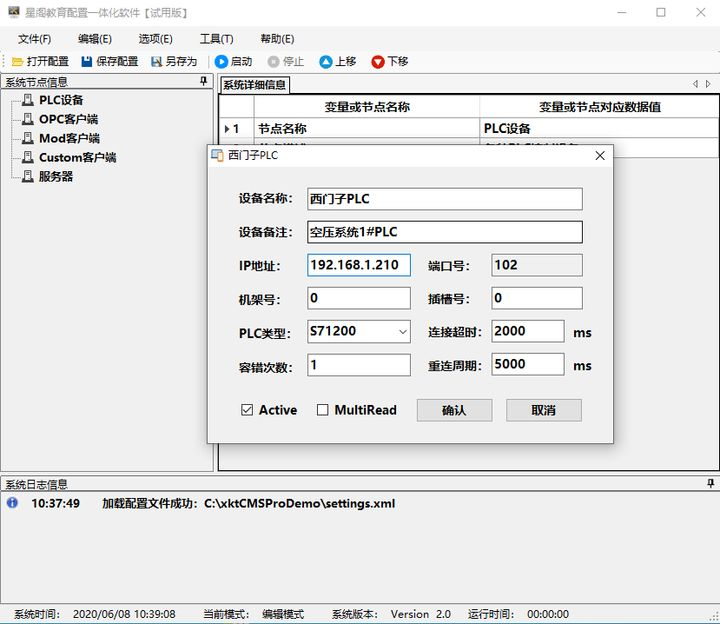 星阁教育配置一体化软件【试用版】
文件(F) 编辑(E) 选项(E) 工具(T) 帮助(E)
打开配置 保存配置 另存为 启动 停止 上移 下移
系统节点信息
PLC设备
OPC客户端
Mod客户端
Custom客户端
服务器
系统详细信息
变量或节点名称 变量或节点对应数据值
1 节点名称 PLC设备
西门子PLC
设备名称： 西门子PLC
设备备注： 空压系统1#PLC
IP地址： 192.168.1.210 端口号： 102
机架号： 0 插槽号： 0
PLC类型： S71200 连接超时： 2000 ms
容错次数： 1 重连周期： 5000 ms
Active MultiRead 确认 取消
系统日志信息
10:37:49 加载配置文件成功：C:\xktCMSProDemo\settings.xml
系统时间： 2020/06/08 10:39:08 当前模式： 编辑模式 系统版本： Version 2.0 运行时间： 00:00:00